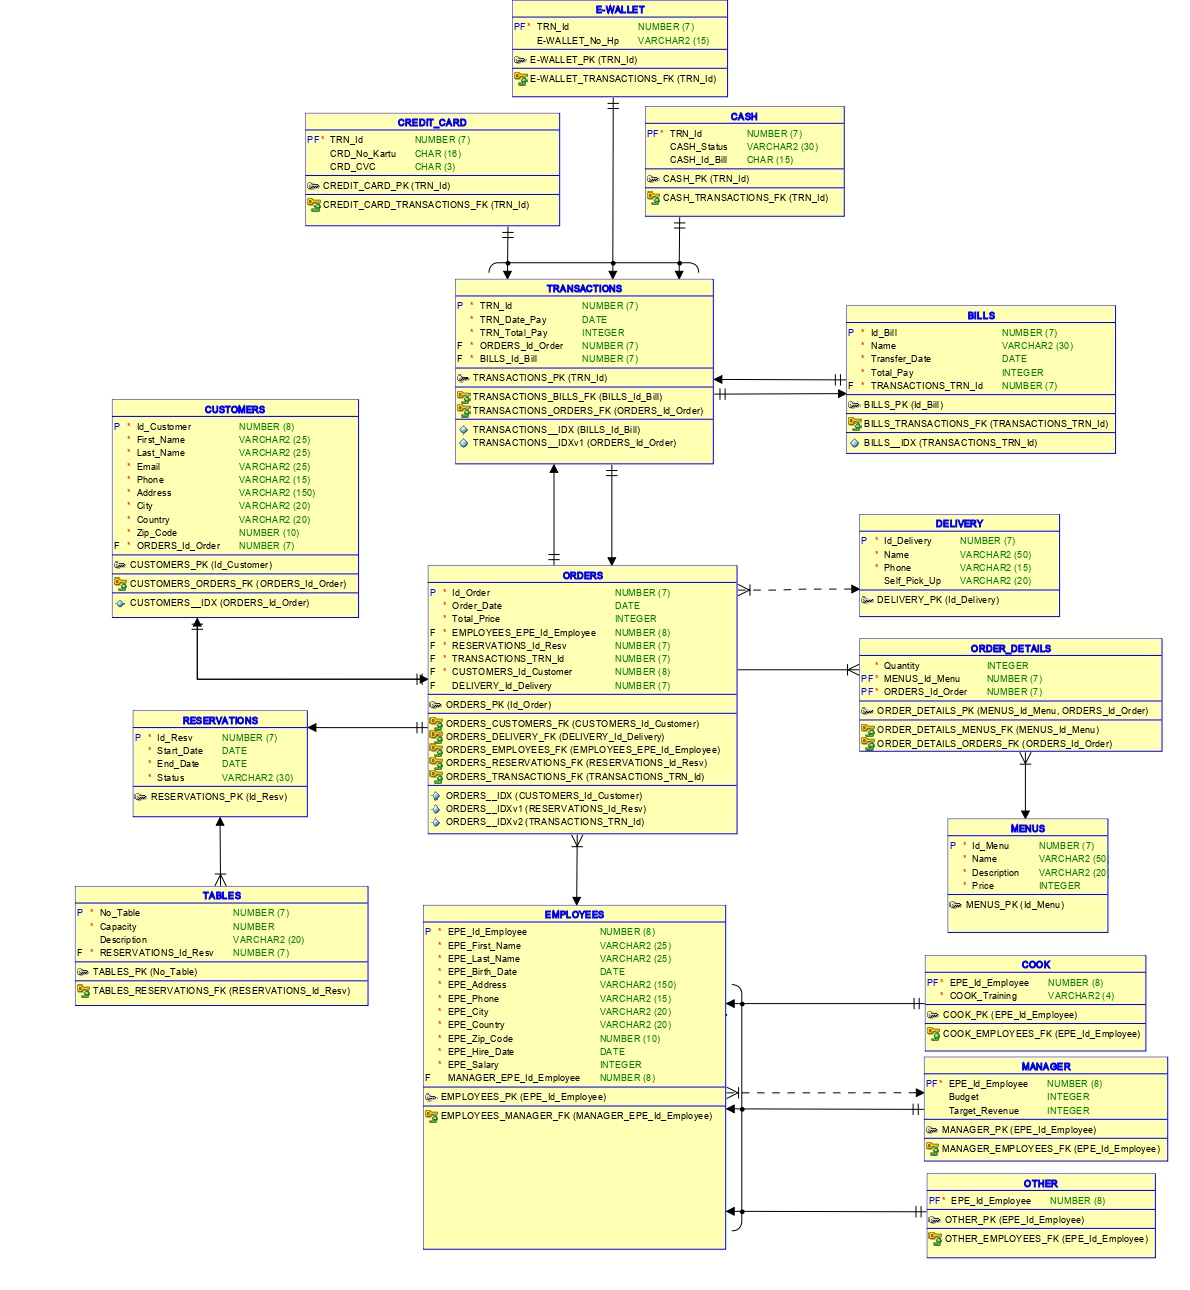 E-WALLET
PF* TRN_Id NUMBER (7)
E-WALLET_No_Hp VARCHAR2 (15)
E-WALLET_PK (TRN_Id)
E-WALLET_TRANSACTIONS_FK (TRN_Id)
CREDIT_CARD
PF* TRN_Id NUMBER (7)
CRD_No_Kartu CHAR (16)
CRD_CVC CHAR (3)
CREDIT_CARD_PK (TRN_Id)
CREDIT_CARD_TRANSACTIONS_FK (TRN_Id)
CASH
PF* TRN_Id NUMBER (7)
CASH_Status VARCHAR2 (30)
CASH_Id_Bill CHAR (15)
CASH_PK (TRN_Id)
CASH_TRANSACTIONS_FK (TRN_Id)
TRANSACTIONS
P * TRN_Id NUMBER (7)
* TRN_Date_Pay DATE
* TRN_Total_Pay INTEGER
F * ORDERS_Id_Order NUMBER (7)
F * BILLS_Id_Bill NUMBER (7)
TRANSACTIONS_PK (TRN_Id)
TRANSACTIONS_BILLS_FK (BILLS_Id_Bill)
TRANSACTIONS_ORDERS_FK (ORDERS_Id_Order)
TRANSACTIONS__IDX (BILLS_Id_Bill)
TRANSACTIONS__IDXv1 (ORDERS_Id_Order)
BILLS
P * Id_Bill NUMBER (7)
* Name VARCHAR2 (30)
* Transfer_Date DATE
* Total_Pay INTEGER
F * TRANSACTIONS_TRN_Id NUMBER (7)
BILLS_PK (Id_Bill)
BILLS_TRANSACTIONS_FK (TRANSACTIONS_TRN_Id)
BILLS__IDX (TRANSACTIONS_TRN_Id)
CUSTOMERS
P * Id_Customer NUMBER (8)
* First_Name VARCHAR2 (25)
* Last_Name VARCHAR2 (25)
* Email VARCHAR2 (25)
* Phone VARCHAR2 (15)
* Address VARCHAR2 (150)
* City VARCHAR2 (20)
* Country VARCHAR2 (20)
* Zip_Code NUMBER (10)
F * ORDERS_Id_Order NUMBER (7)
CUSTOMERS_PK (Id_Customer)
CUSTOMERS_ORDERS_FK (ORDERS_Id_Order)
CUSTOMERS__IDX (ORDERS_Id_Order)
DELIVERY
P * Id_Delivery NUMBER (7)
* Name VARCHAR2 (50)
* Phone VARCHAR2 (15)
Self_Pick_Up VARCHAR2 (20)
DELIVERY_PK (Id_Delivery)
ORDERS
P * Id_Order NUMBER (7)
* Order_Date DATE
* Total_Price INTEGER
F * EMPLOYEES_EPE_Id_Employee NUMBER (8)
F * RESERVATIONS_Id_Resv NUMBER (7)
F * TRANSACTIONS_TRN_Id NUMBER (7)
F * CUSTOMERS_Id_Customer NUMBER (8)
F DELIVERY_Id_Delivery NUMBER (7)
ORDERS_PK (Id_Order)
ORDERS_CUSTOMERS_FK (CUSTOMERS_Id_Customer)
ORDERS_DELIVERY_FK (DELIVERY_Id_Delivery)
ORDERS_EMPLOYEES_FK (EMPLOYEES_EPE_Id_Employee)
ORDERS_RESERVATIONS_FK (RESERVATIONS_Id_Resv)
ORDERS_TRANSACTIONS_FK (TRANSACTIONS_TRN_Id)
ORDERS__IDX (CUSTOMERS_Id_Customer)
ORDERS__IDXv1 (RESERVATIONS_Id_Resv)
ORDERS__IDXv2 (TRANSACTIONS_TRN_Id)
ORDER_DETAILS
* Quantity INTEGER
PF* MENUS_Id_Menu NUMBER (7)
PF* ORDERS_Id_Order NUMBER (7)
ORDER_DETAILS_PK (MENUS_Id_Menu, ORDERS_Id_Order)
ORDER_DETAILS_MENUS_FK (MENUS_Id_Menu)
ORDER_DETAILS_ORDERS_FK (ORDERS_Id_Order)
RESERVATIONS
P * Id_Resv NUMBER (7)
* Start_Date DATE
* End_Date DATE
* Status VARCHAR2 (30)
RESERVATIONS_PK (Id_Resv)
MENUS
P * Id_Menu NUMBER (7)
* Name VARCHAR2 (50
* Description VARCHAR2 (20
* Price INTEGER
MENUS_PK (Id_Menu)
TABLES
P * No_Table NUMBER (7)
* Capacity NUMBER
Description VARCHAR2 (20)
F * RESERVATIONS_Id_Resv NUMBER (7)
TABLES_PK (No_Table)
TABLES_RESERVATIONS_FK (RESERVATIONS_Id_Resv)
EMPLOYEES
P * EPE_Id_Employee NUMBER (8)
* EPE_First_Name VARCHAR2 (25)
* EPE_Last_Name VARCHAR2 (25)
* EPE_Birth_Date DATE
* EPE_Address VARCHAR2 (150)
* EPE_Phone VARCHAR2 (15)
* EPE_City VARCHAR2 (20)
* EPE_Country VARCHAR2 (20)
* EPE_Zip_Code NUMBER (10)
* EPE_Hire_Date DATE
* EPE_Salary INTEGER
F MANAGER_EPE_Id_Employee NUMBER (8)
EMPLOYEES_PK (EPE_Id_Employee)
EMPLOYEES_MANAGER_FK (MANAGER_EPE_Id_Employee)
COOK
PF* EPE_Id_Employee NUMBER (8)
* COOK_Training VARCHAR2 (4)
COOK_PK (EPE_Id_Employee)
COOK_EMPLOYEES_FK (EPE_Id_Employee)
MANAGER
PF* EPE_Id_Employee NUMBER (8)
Budget INTEGER
Target_Revenue INTEGER
MANAGER_PK (EPE_Id_Employee)
MANAGER_EMPLOYEES_FK (EPE_Id_Employee)
OTHER
PF* EPE_Id_Employee NUMBER (8)
OTHER_PK (EPE_Id_Employee)
OTHER_EMPLOYEES_FK (EPE_Id_Employee)